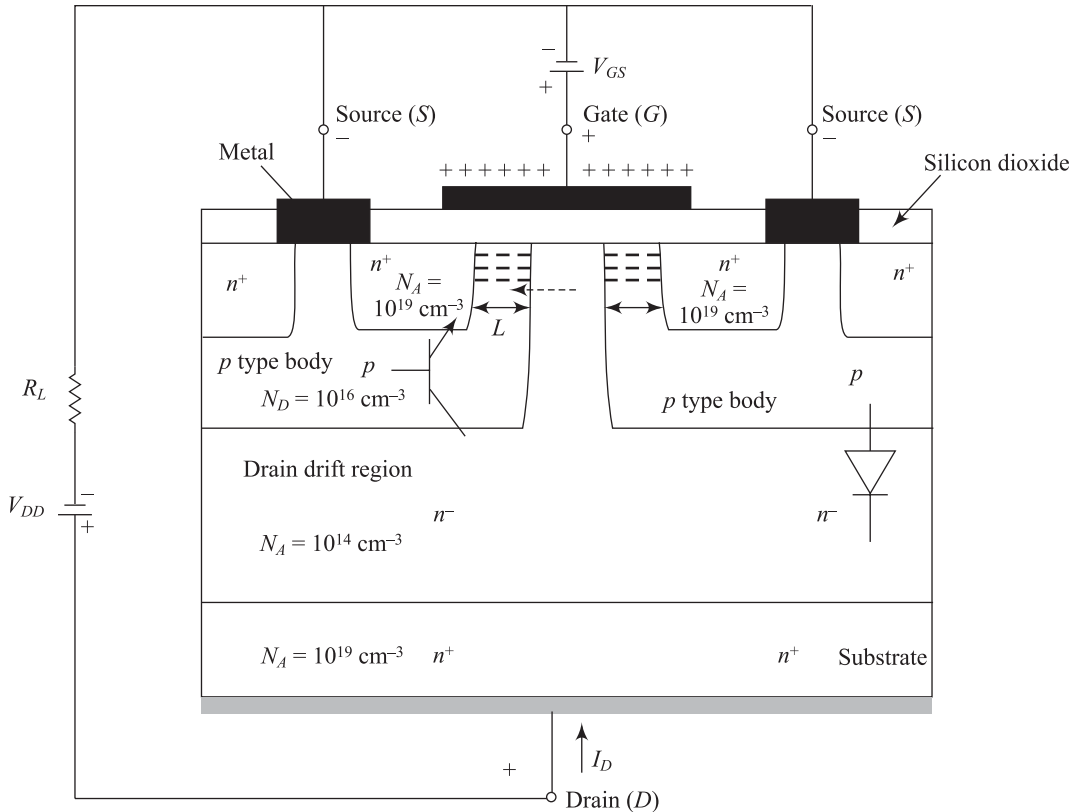 −
V_GS
+
Source (S)
Gate (G)
Source (S)
−
+
−
Metal
+ + + + + +
+ + + + + +
Silicon dioxide
n⁺
n⁺
n⁺
n⁺
N_A =
10¹⁹ cm⁻³
N_A =
10¹⁹ cm⁻³
L
p type body
p
p
R_L
N_D = 10¹⁶ cm⁻³
p type body
Drain drift region
−
V_DD
+
n⁻
n⁻
N_A = 10¹⁴ cm⁻³
N_A = 10¹⁹ cm⁻³
n⁺
n⁺
Substrate
+
I_D
Drain (D)